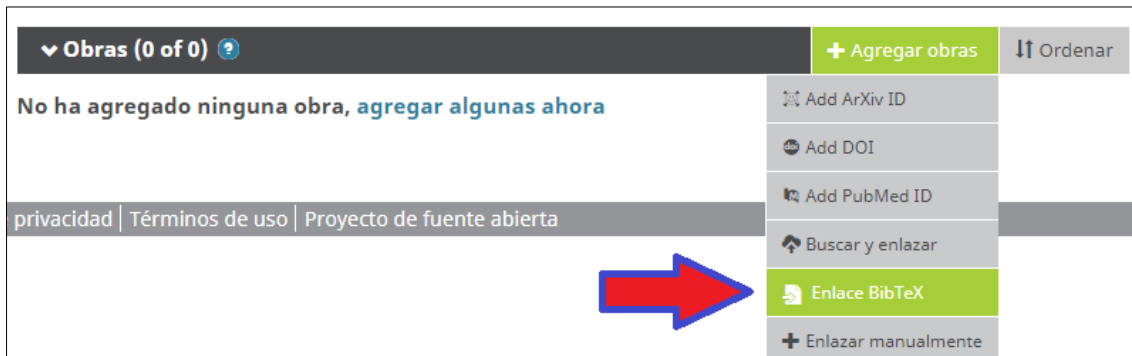 Obras (0 of 0) ?
+ Agregar obras
Ordenar
No ha agregado ninguna obra, agregar algunas ahora
Add ArXiv ID
doi Add DOI
Add PubMed ID
privacidad | Términos de uso | Proyecto de fuente abierta
Buscar y enlazar
Enlace BibTeX
+ Enlazar manualmente